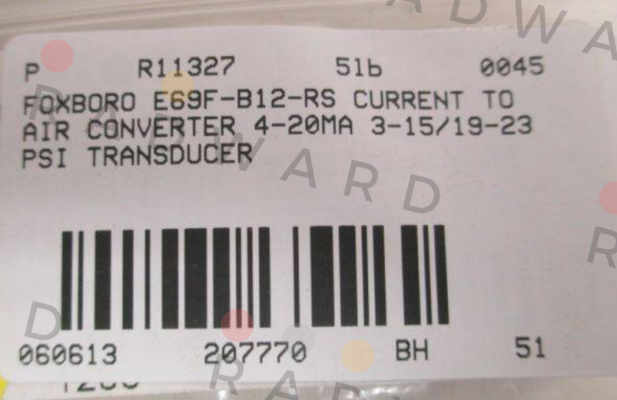 P R11327 51b 0045
FOXBORO E69F-B12-RS CURRENT TO
AIR CONVERTER 4-20MA 3-15/19-23
PSI TRANSDUCER
060613 207770 BH 51
RADWARD